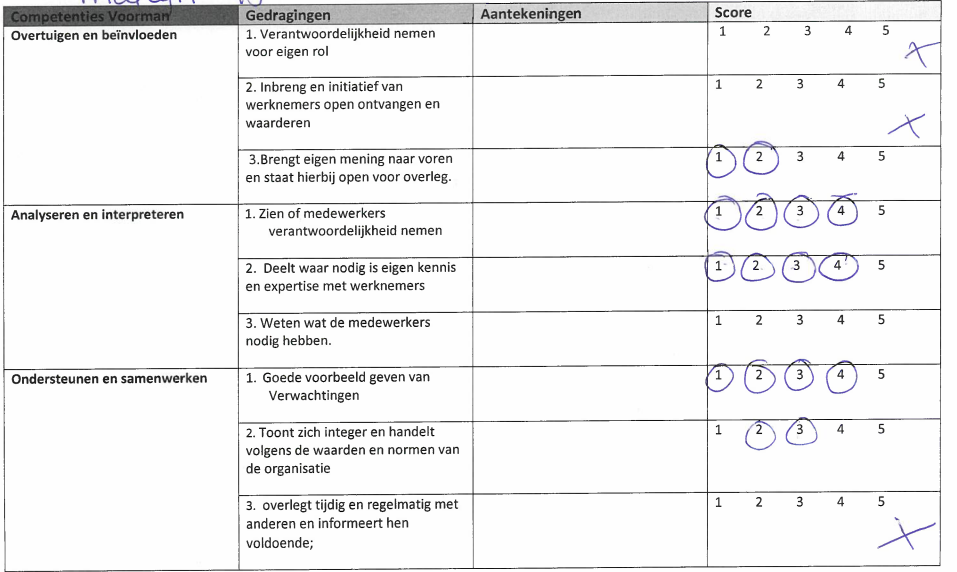 Competenties Voorman Gedragingen Aantekeningen Score
Overtuigen en beïnvloeden 1. Verantwoordelijkheid nemen 1 2 3 4 5
voor eigen rol
2. Inbreng en initiatief van 1 2 3 4 5
werknemers open ontvangen en
waarderen
3.Brengt eigen mening naar voren 1 2 3 4 5
en staat hierbij open voor overleg.
Analyseren en interpreteren 1. Zien of medewerkers 1 2 3 4 5
verantwoordelijkheid nemen
2. Deelt waar nodig is eigen kennis 1 2 3 4 5
en expertise met werknemers
3. Weten wat de medewerkers 1 2 3 4 5
nodig hebben.
Ondersteunen en samenwerken 1. Goede voorbeeld geven van 1 2 3 4 5
Verwachtingen
2. Toont zich integer en handelt 1 2 3 4 5
volgens de waarden en normen van
de organisatie
3. overlegt tijdig en regelmatig met 1 2 3 4 5
anderen en informeert hen
voldoende;